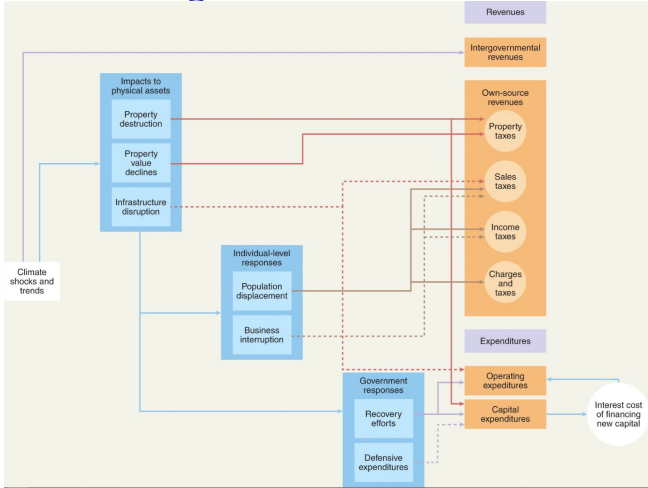 Revenues
Intergovernmental
revenues
Impacts to
physical assets
Property
destruction
Property
value
declines
Infrastructure
disruption
Own-source
revenues
Property
taxes
Sales
taxes
Income
taxes
Charges
and
taxes
Climate
shocks and
trends
Individual-level
responses
Population
displacement
Business
interruption
Expenditures
Government
responses
Recovery
efforts
Defensive
expenditures
Operating
expeditures
Capital
expenditures
Interest cost
of financing
new capital